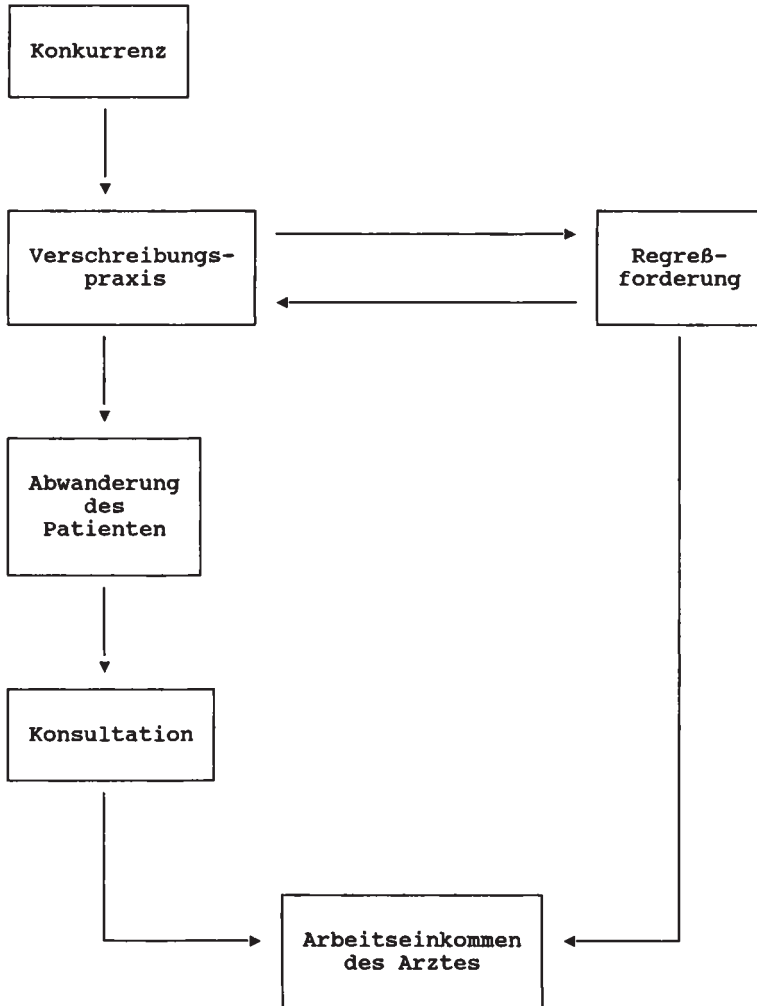 Konkurrenz
Verschreibungs-
praxis
Regreß-
forderung
Abwanderung
des
Patienten
Konsultation
Arbeitseinkommen
des Arztes